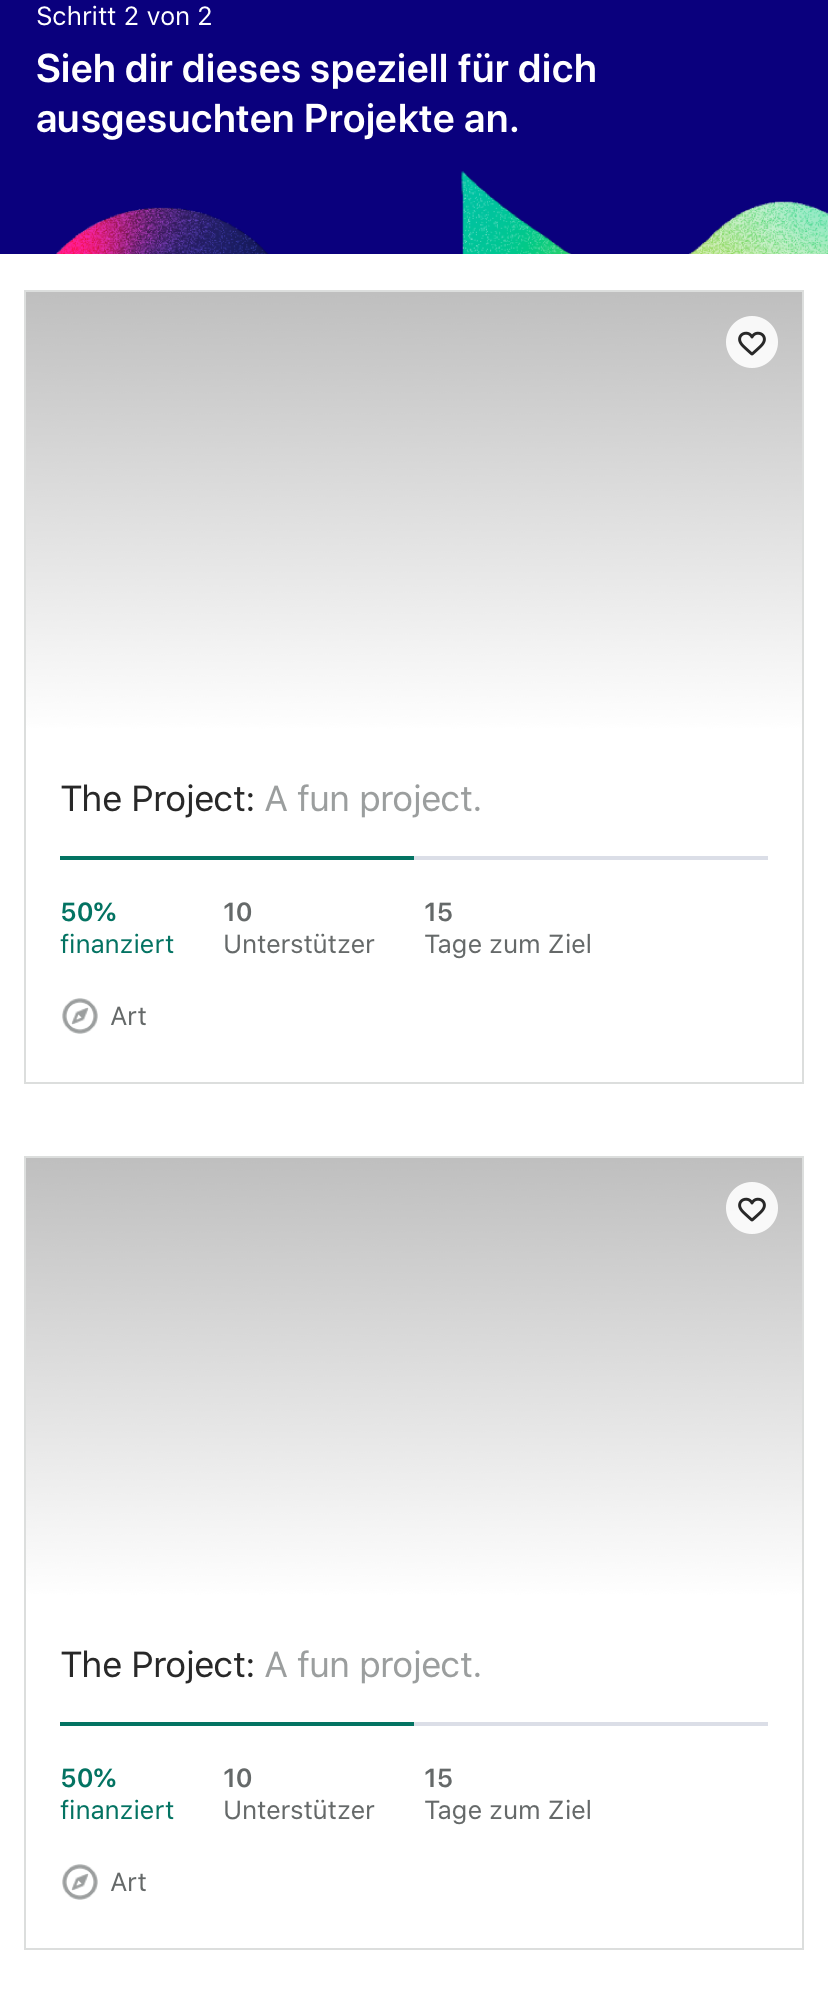 Schritt 2 von 2
Sieh dir dieses speziell für dich
ausgesuchten Projekte an.
The Project: A fun project.
50%
finanziert
10
Unterstützer
15
Tage zum Ziel
Art
The Project: A fun project.
50%
finanziert
10
Unterstützer
15
Tage zum Ziel
Art